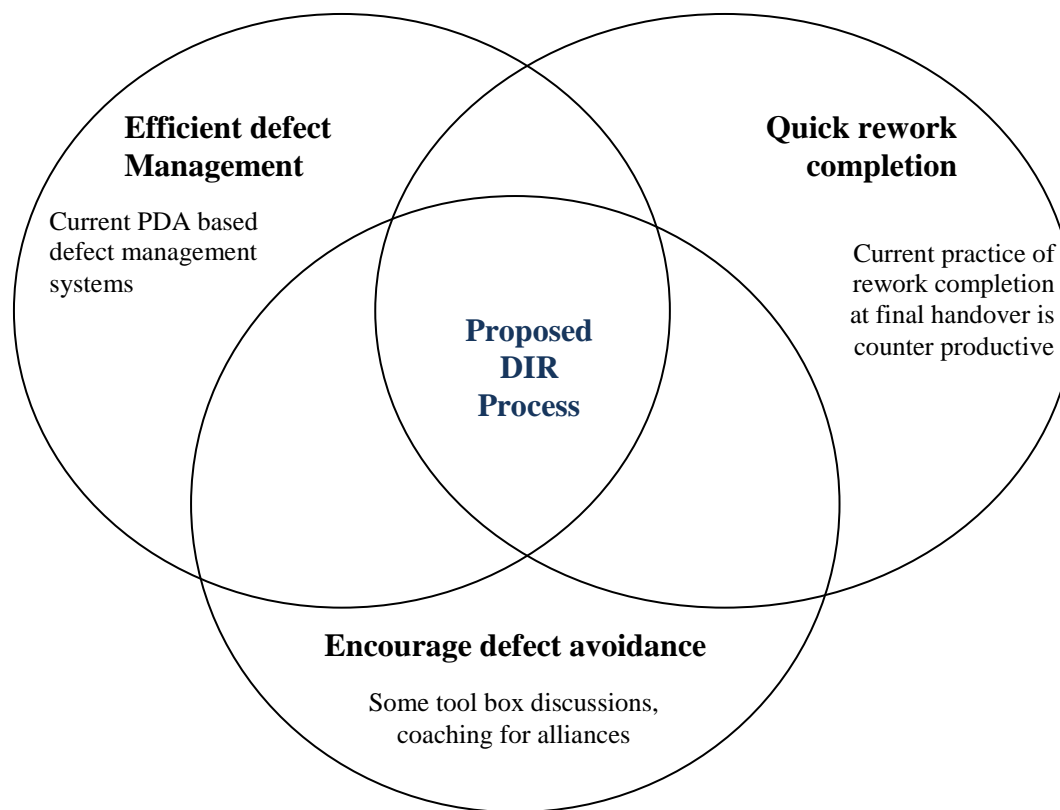 Efficient defect
Management
Current PDA based
defect management
systems
Quick rework
completion
Current practice of
rework completion
at final handover is
counter productive
Proposed
DIR
Process
Encourage defect avoidance
Some tool box discussions,
coaching for alliances